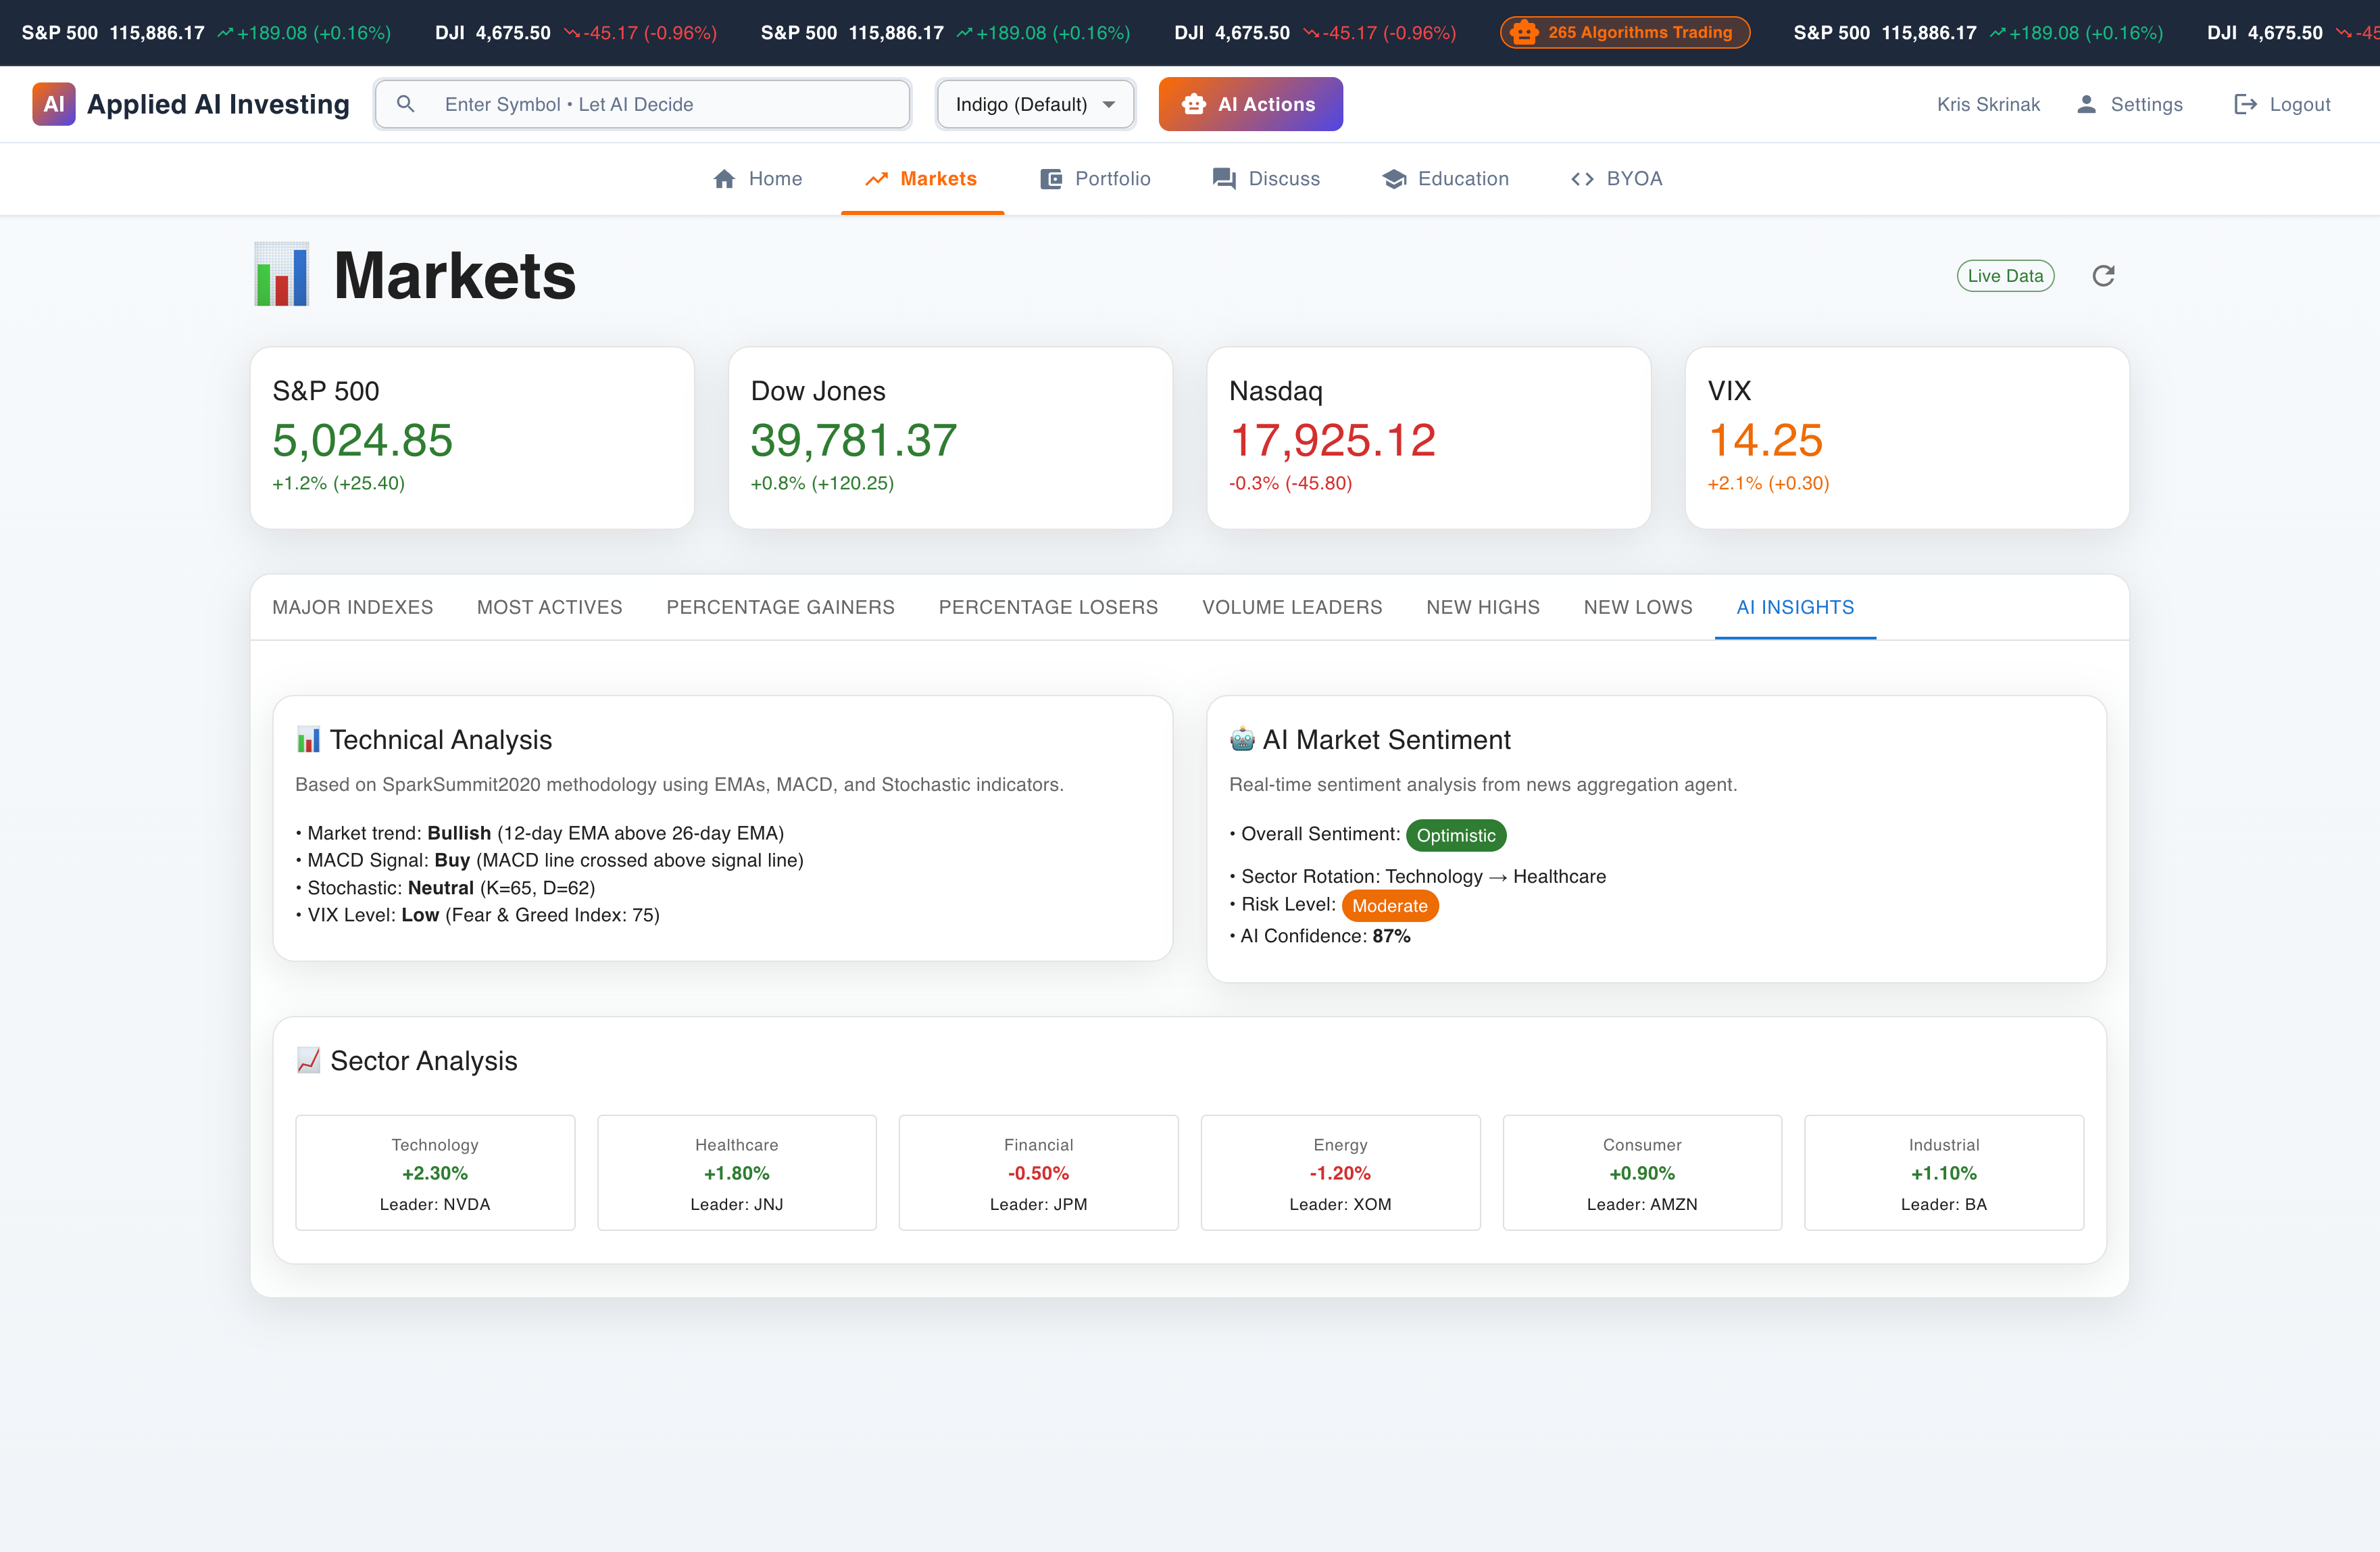 S&P 500 115,886.17 +189.08 (+0.16%) DJI 4,675.50 -45.17 (-0.96%) S&P 500 115,886.17 +189.08 (+0.16%) DJI 4,675.50 -45.17 (-0.96%) 265 Algorithms Trading S&P 500 115,886.17 +189.08 (+0.16%) DJI 4,675.50
AI Applied AI Investing Enter Symbol • Let AI Decide Indigo (Default) AI Actions Kris Skrinak Settings Logout
Home Markets Portfolio Discuss Education BYOA
Markets Live Data
S&P 500
5,024.85
+1.2% (+25.40)
Dow Jones
39,781.37
+0.8% (+120.25)
Nasdaq
17,925.12
-0.3% (-45.80)
VIX
14.25
+2.1% (+0.30)
MAJOR INDEXES MOST ACTIVES PERCENTAGE GAINERS PERCENTAGE LOSERS VOLUME LEADERS NEW HIGHS NEW LOWS AI INSIGHTS
Technical Analysis
Based on SparkSummit2020 methodology using EMAs, MACD, and Stochastic indicators.
• Market trend: Bullish (12-day EMA above 26-day EMA)
• MACD Signal: Buy (MACD line crossed above signal line)
• Stochastic: Neutral (K=65, D=62)
• VIX Level: Low (Fear & Greed Index: 75)
AI Market Sentiment
Real-time sentiment analysis from news aggregation agent.
• Overall Sentiment: Optimistic
• Sector Rotation: Technology → Healthcare
• Risk Level: Moderate
• AI Confidence: 87%
Sector Analysis
Technology
+2.30%
Leader: NVDA
Healthcare
+1.80%
Leader: JNJ
Financial
-0.50%
Leader: JPM
Energy
-1.20%
Leader: XOM
Consumer
+0.90%
Leader: AMZN
Industrial
+1.10%
Leader: BA